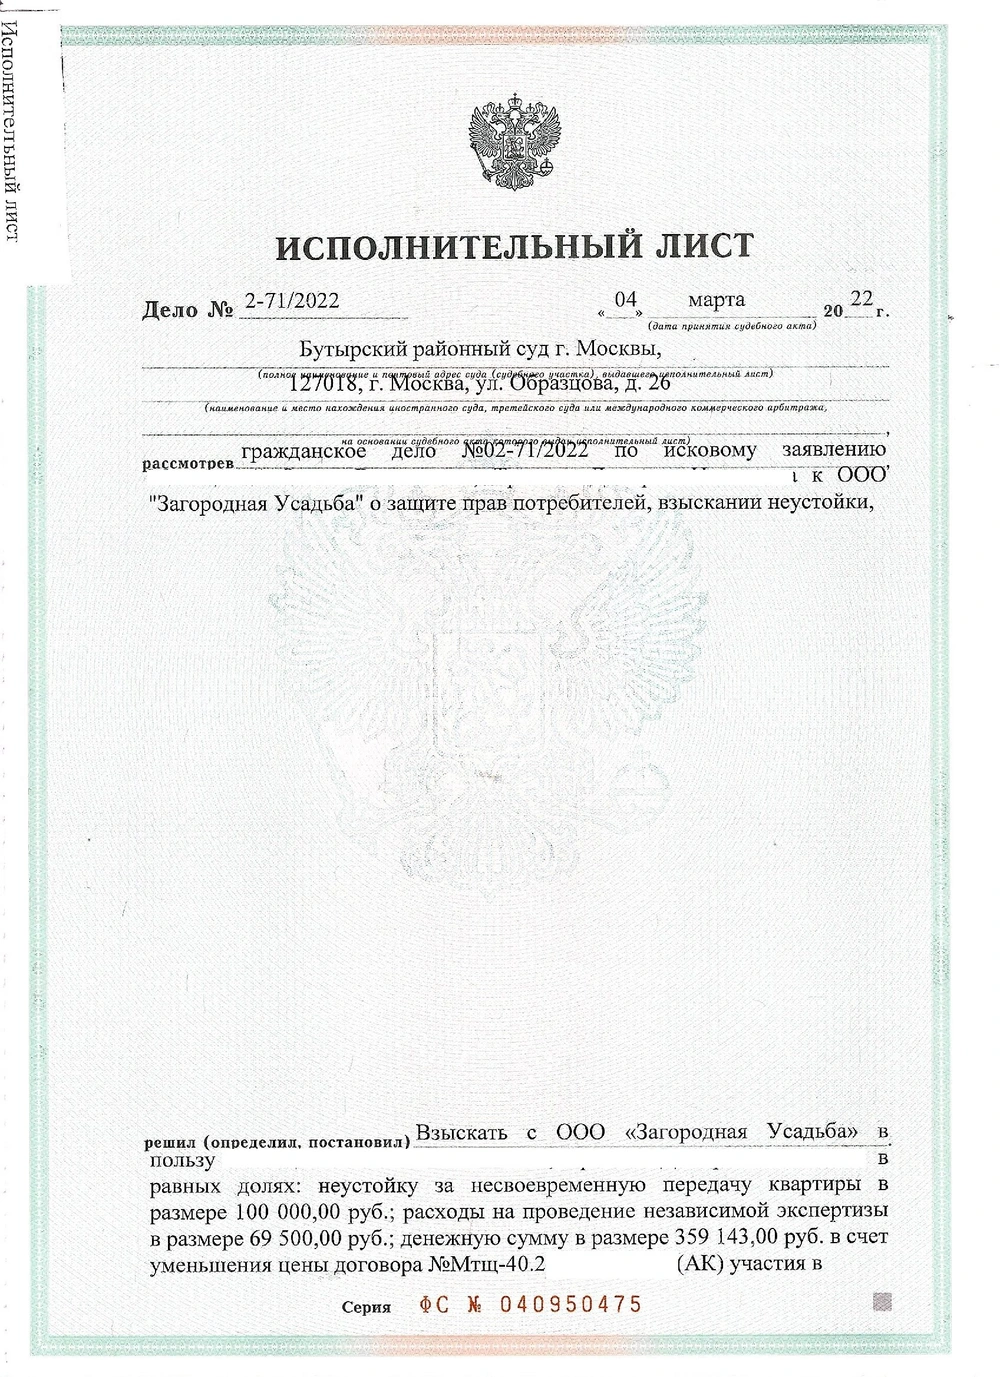 Исполнительный лист
ИСПОЛНИТЕЛЬНЫЙ ЛИСТ
Дело № 2-71/2022 «04» марта 2022 г.
(дата принятия судебного акта)
Бутырский районный суд г. Москвы,
(полное наименование и почтовый адрес суда (судебного участка), выдавшего исполнительный лист)
127018, г. Москва, ул. Образцова, д. 26
(наименование и место нахождения иностранного суда, третейского суда или международного коммерческого арбитража,
,
на основании судебного акта которого выдан исполнительный лист)
рассмотрев гражданское дело №02-71/2022 по исковому заявлению
к ООО,
"Загородная Усадьба" о защите прав потребителей, взыскании неустойки,
решил (определил, постановил) Взыскать с ООО «Загородная Усадьба» в
пользу в
равных долях: неустойку за несвоевременную передачу квартиры в
размере 100 000,00 руб.; расходы на проведение независимой экспертизы
в размере 69 500,00 руб.; денежную сумму в размере 359 143,00 руб. в счет
уменьшения цены договора №Мтщ-40.2 (АК) участия в
Серия ФС № 040950475